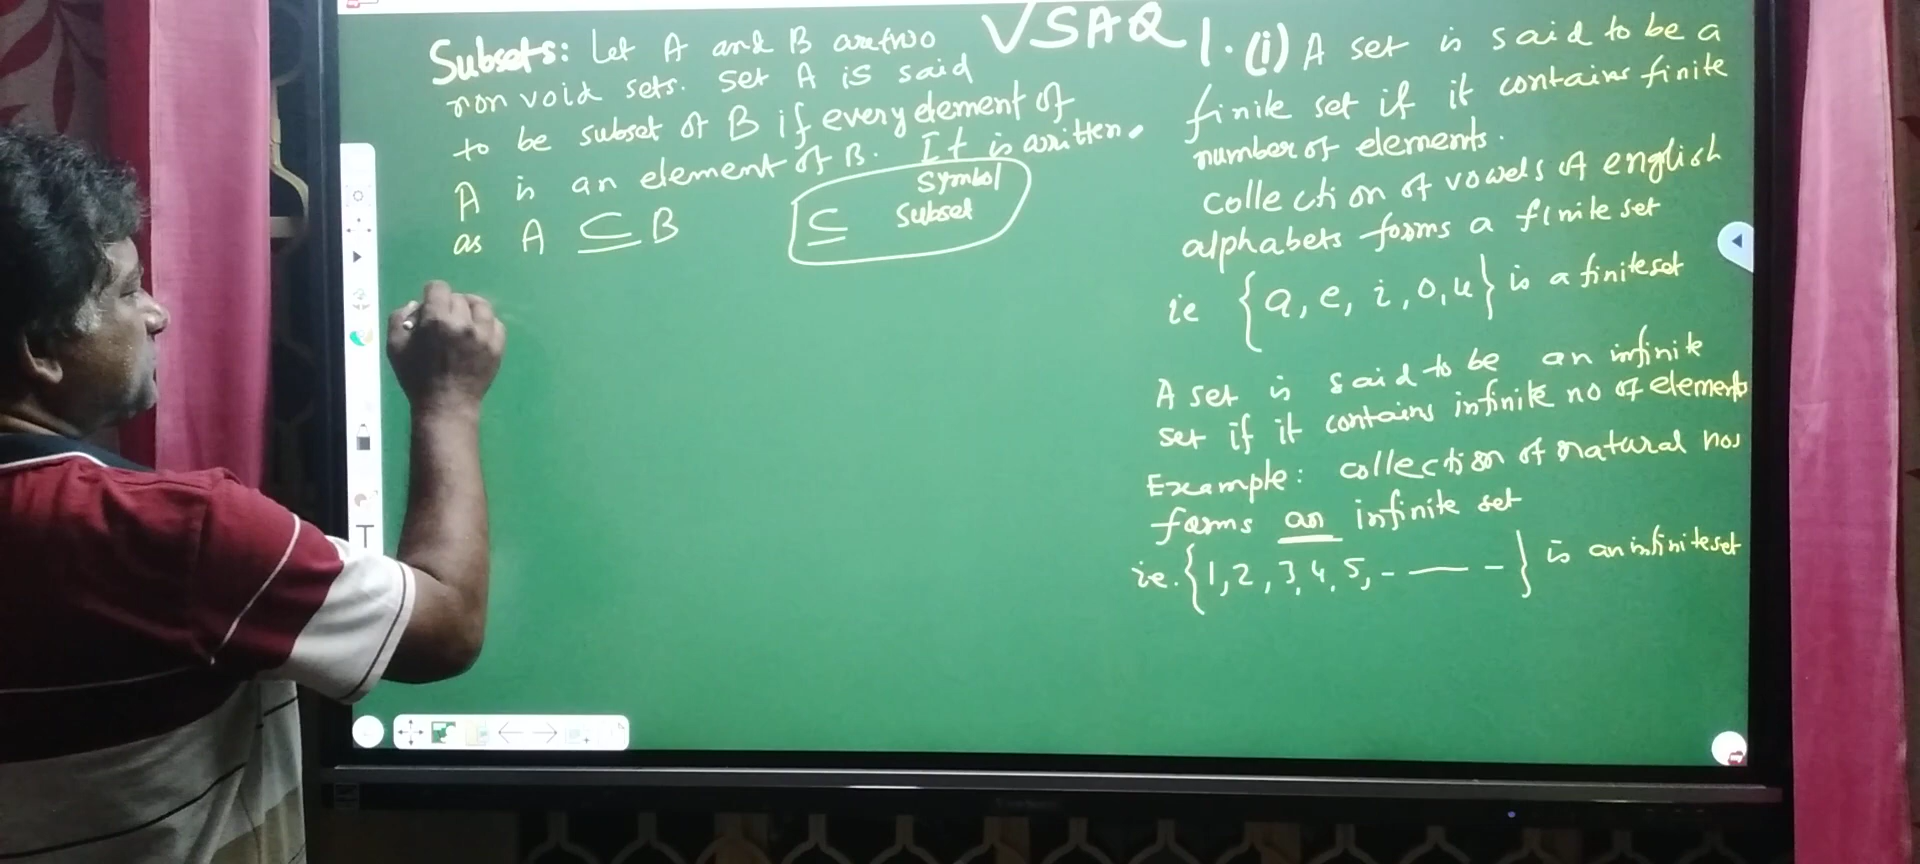 Subsets: Let A and B are two
non void sets. Set A is said
to be subset of B if every element of
A is an element of B. It is written
as A ⊆ B
⊆ Symbol
Subset
VSAQ
1. (i) A set is said to be a
finite set if it contains finite
number of elements.
collection of vowels of english
alphabets forms a finite set
ie {a, e, i, o, u} is a finite set
A set is said to be an infinite
set if it contains infinite no of elements
Example: collection of natural nos
forms an infinite set
ie. {1, 2, 3, 4, 5, - — -} is an infinite set
T